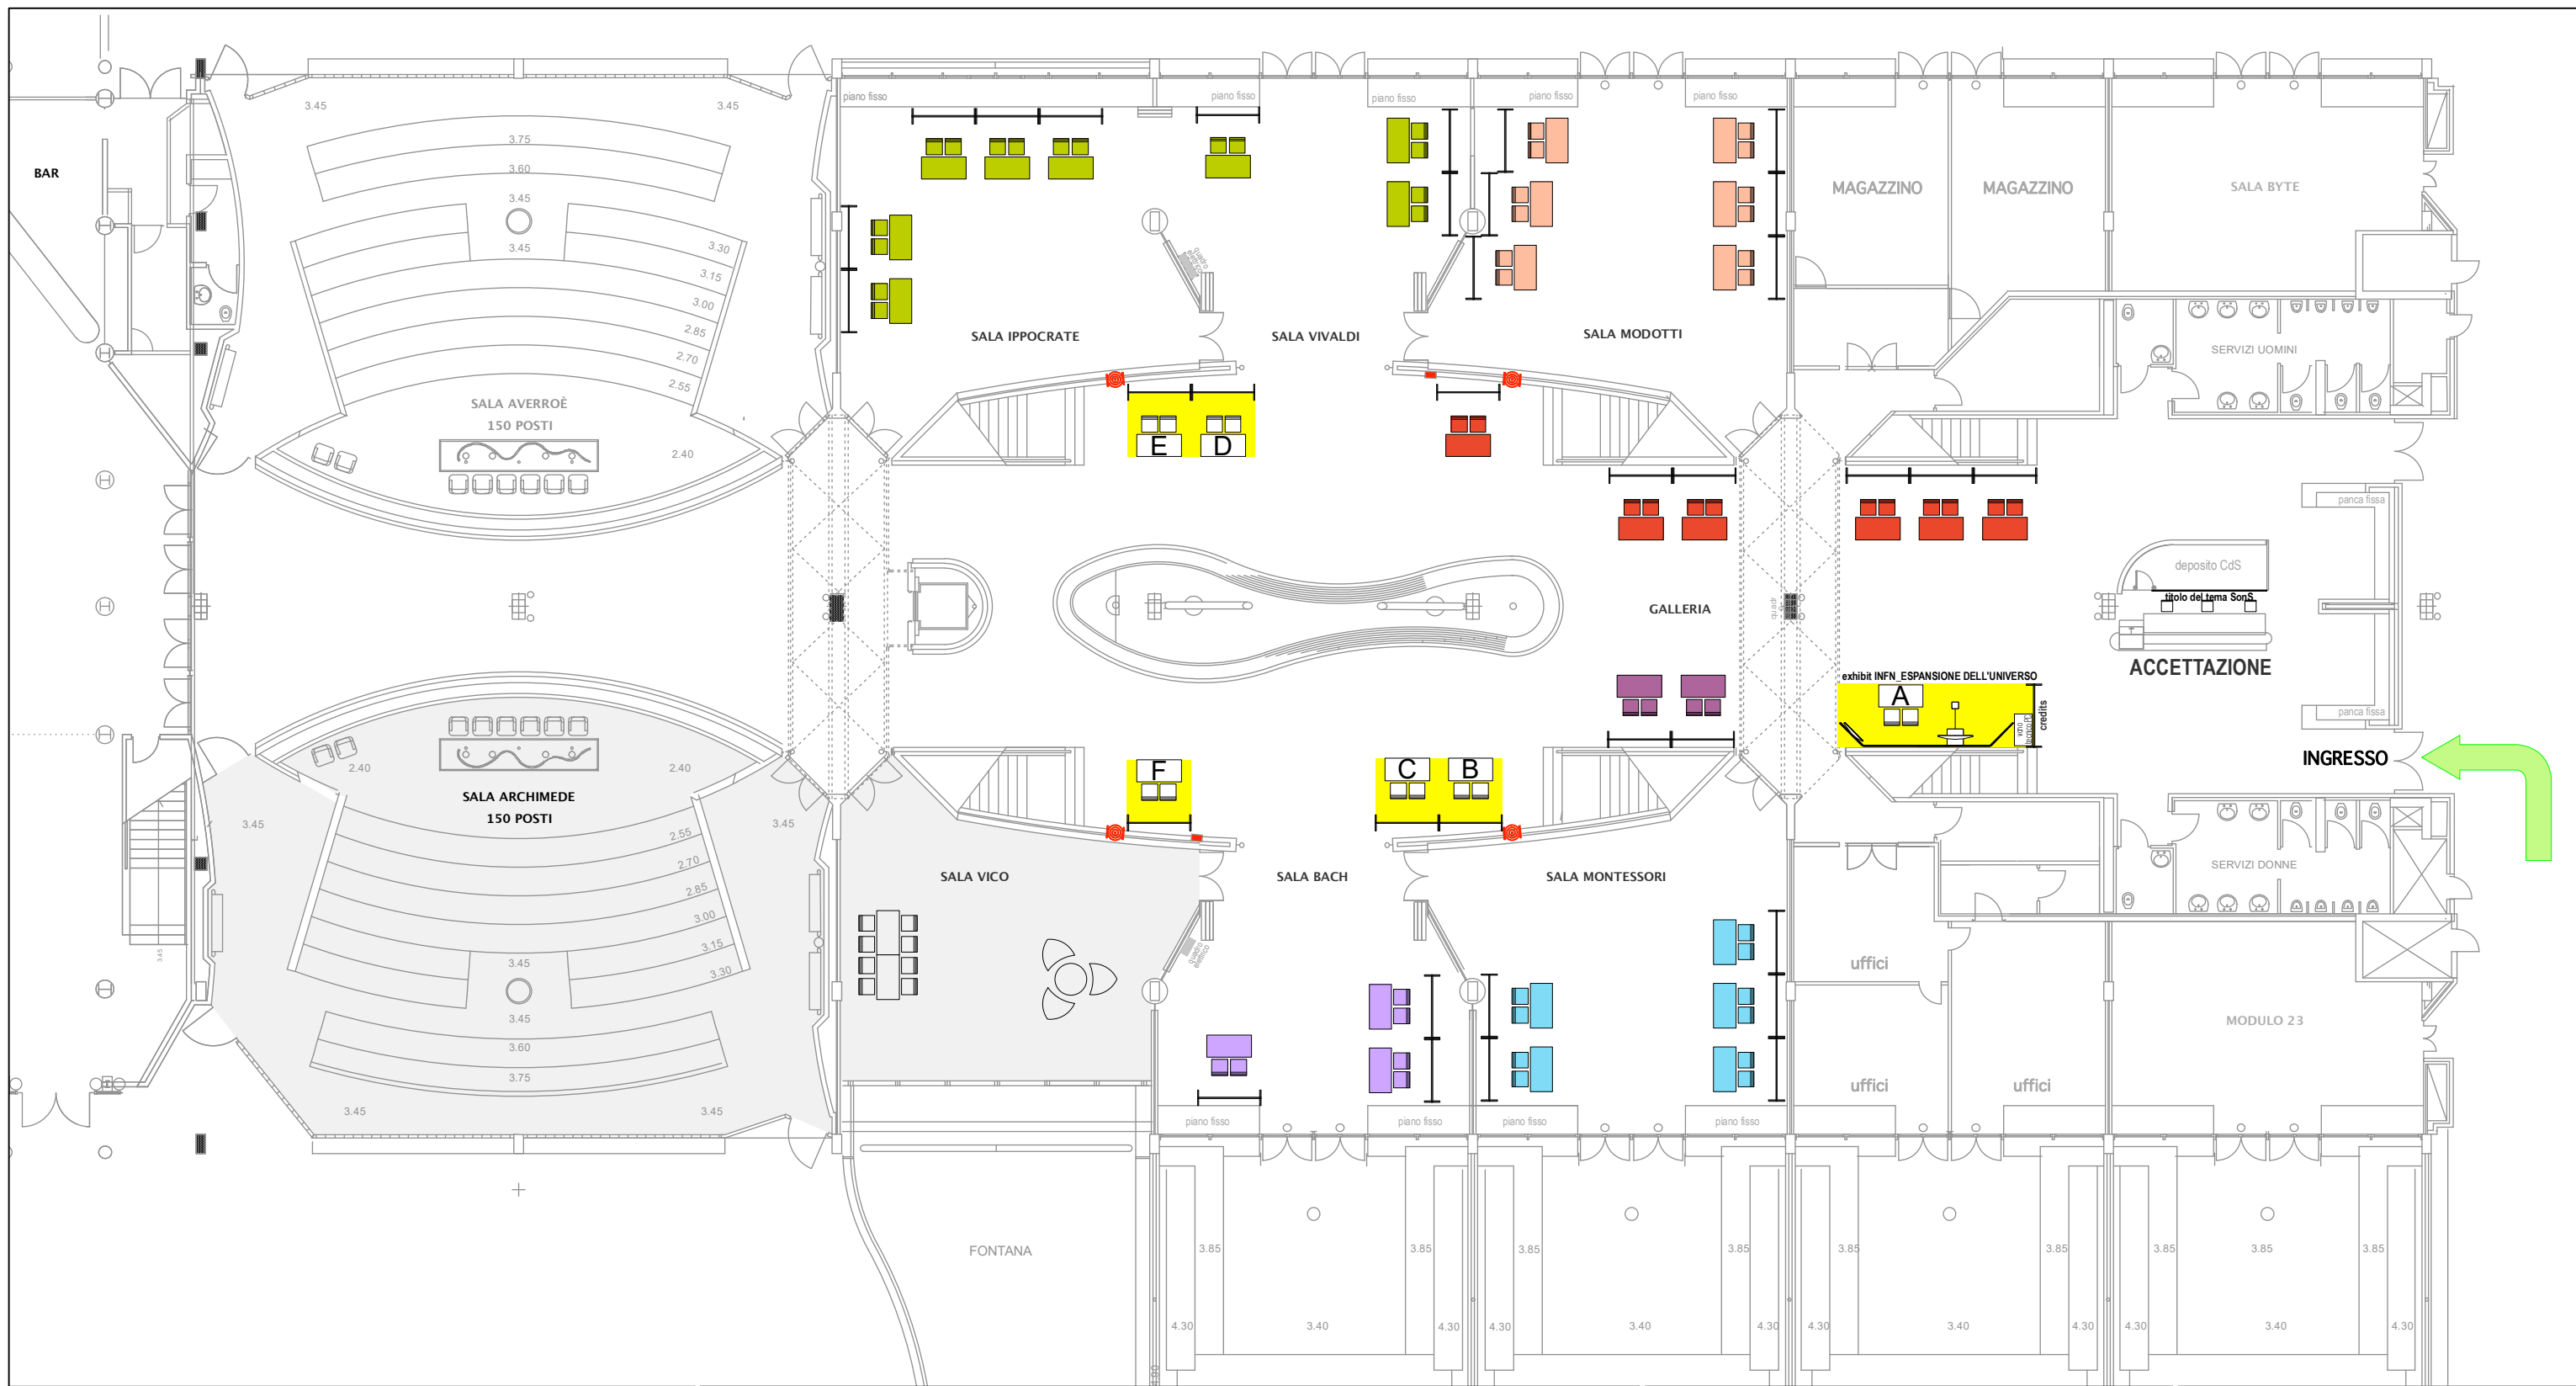 piano fisso
piano fisso
piano fisso
piano fisso
piano fisso
3.45
3.45
3.75
3.60
3.45
3.45
3.30
3.15
3.00
2.85
2.70
2.55
2.40
BAR
MAGAZZINO
MAGAZZINO
SALA BYTE
quadro
elettrico
SALA IPPOCRATE
SALA VIVALDI
SALA MODOTTI
SERVIZI UOMINI
SALA AVERROÈ
150 POSTI
E
D
panca fissa
deposito CdS
titolo del tema SonS
GALLERIA
quadr
ACCETTAZIONE
exhibit INFN_ESPANSIONE DELL'UNIVERSO
A
credits
panca fissa
INGRESSO
F
C
B
2.40
2.40
SALA ARCHIMEDE
150 POSTI
3.45
3.45
2.55
2.70
2.85
3.00
3.15
3.30
3.45
3.45
3.60
3.75
3.45
3.45
3.45
SALA VICO
SALA BACH
SALA MONTESSORI
SERVIZI DONNE
quadro
elettrico
uffici
uffici
uffici
MODULO 23
piano fisso
piano fisso
piano fisso
piano fisso
FONTANA
3.85
3.85
3.85
3.85
3.85
3.85
3.85
3.85
3.85
4.30
3.40
4.30
4.30
3.40
4.30
4.30
3.40
4.30
4.30
3.40
4.30